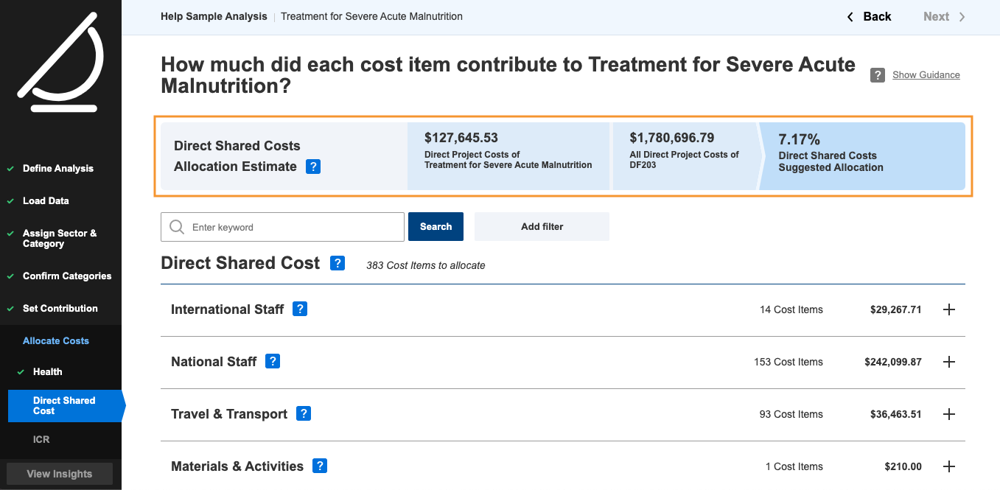 Help Sample Analysis | Treatment for Severe Acute Malnutrition
Back
Next
How much did each cost item contribute to Treatment for Severe Acute
Malnutrition?
? Show Guidance
Direct Shared Costs
Allocation Estimate ?
$127,645.53
Direct Project Costs of
Treatment for Severe Acute Malnutrition
$1,780,696.79
All Direct Project Costs of
DF203
7.17%
Direct Shared Costs
Suggested Allocation
Define Analysis
Load Data
Assign Sector &
Category
Confirm Categories
Set Contribution
Allocate Costs
Health
Direct Shared
Cost
ICR
View Insights
Enter keyword
Search
Add filter
Direct Shared Cost ? 383 Cost Items to allocate
International Staff ? 14 Cost Items $29,267.71
National Staff ? 153 Cost Items $242,099.87
Travel & Transport ? 93 Cost Items $36,463.51
Materials & Activities ? 1 Cost Items $210.00